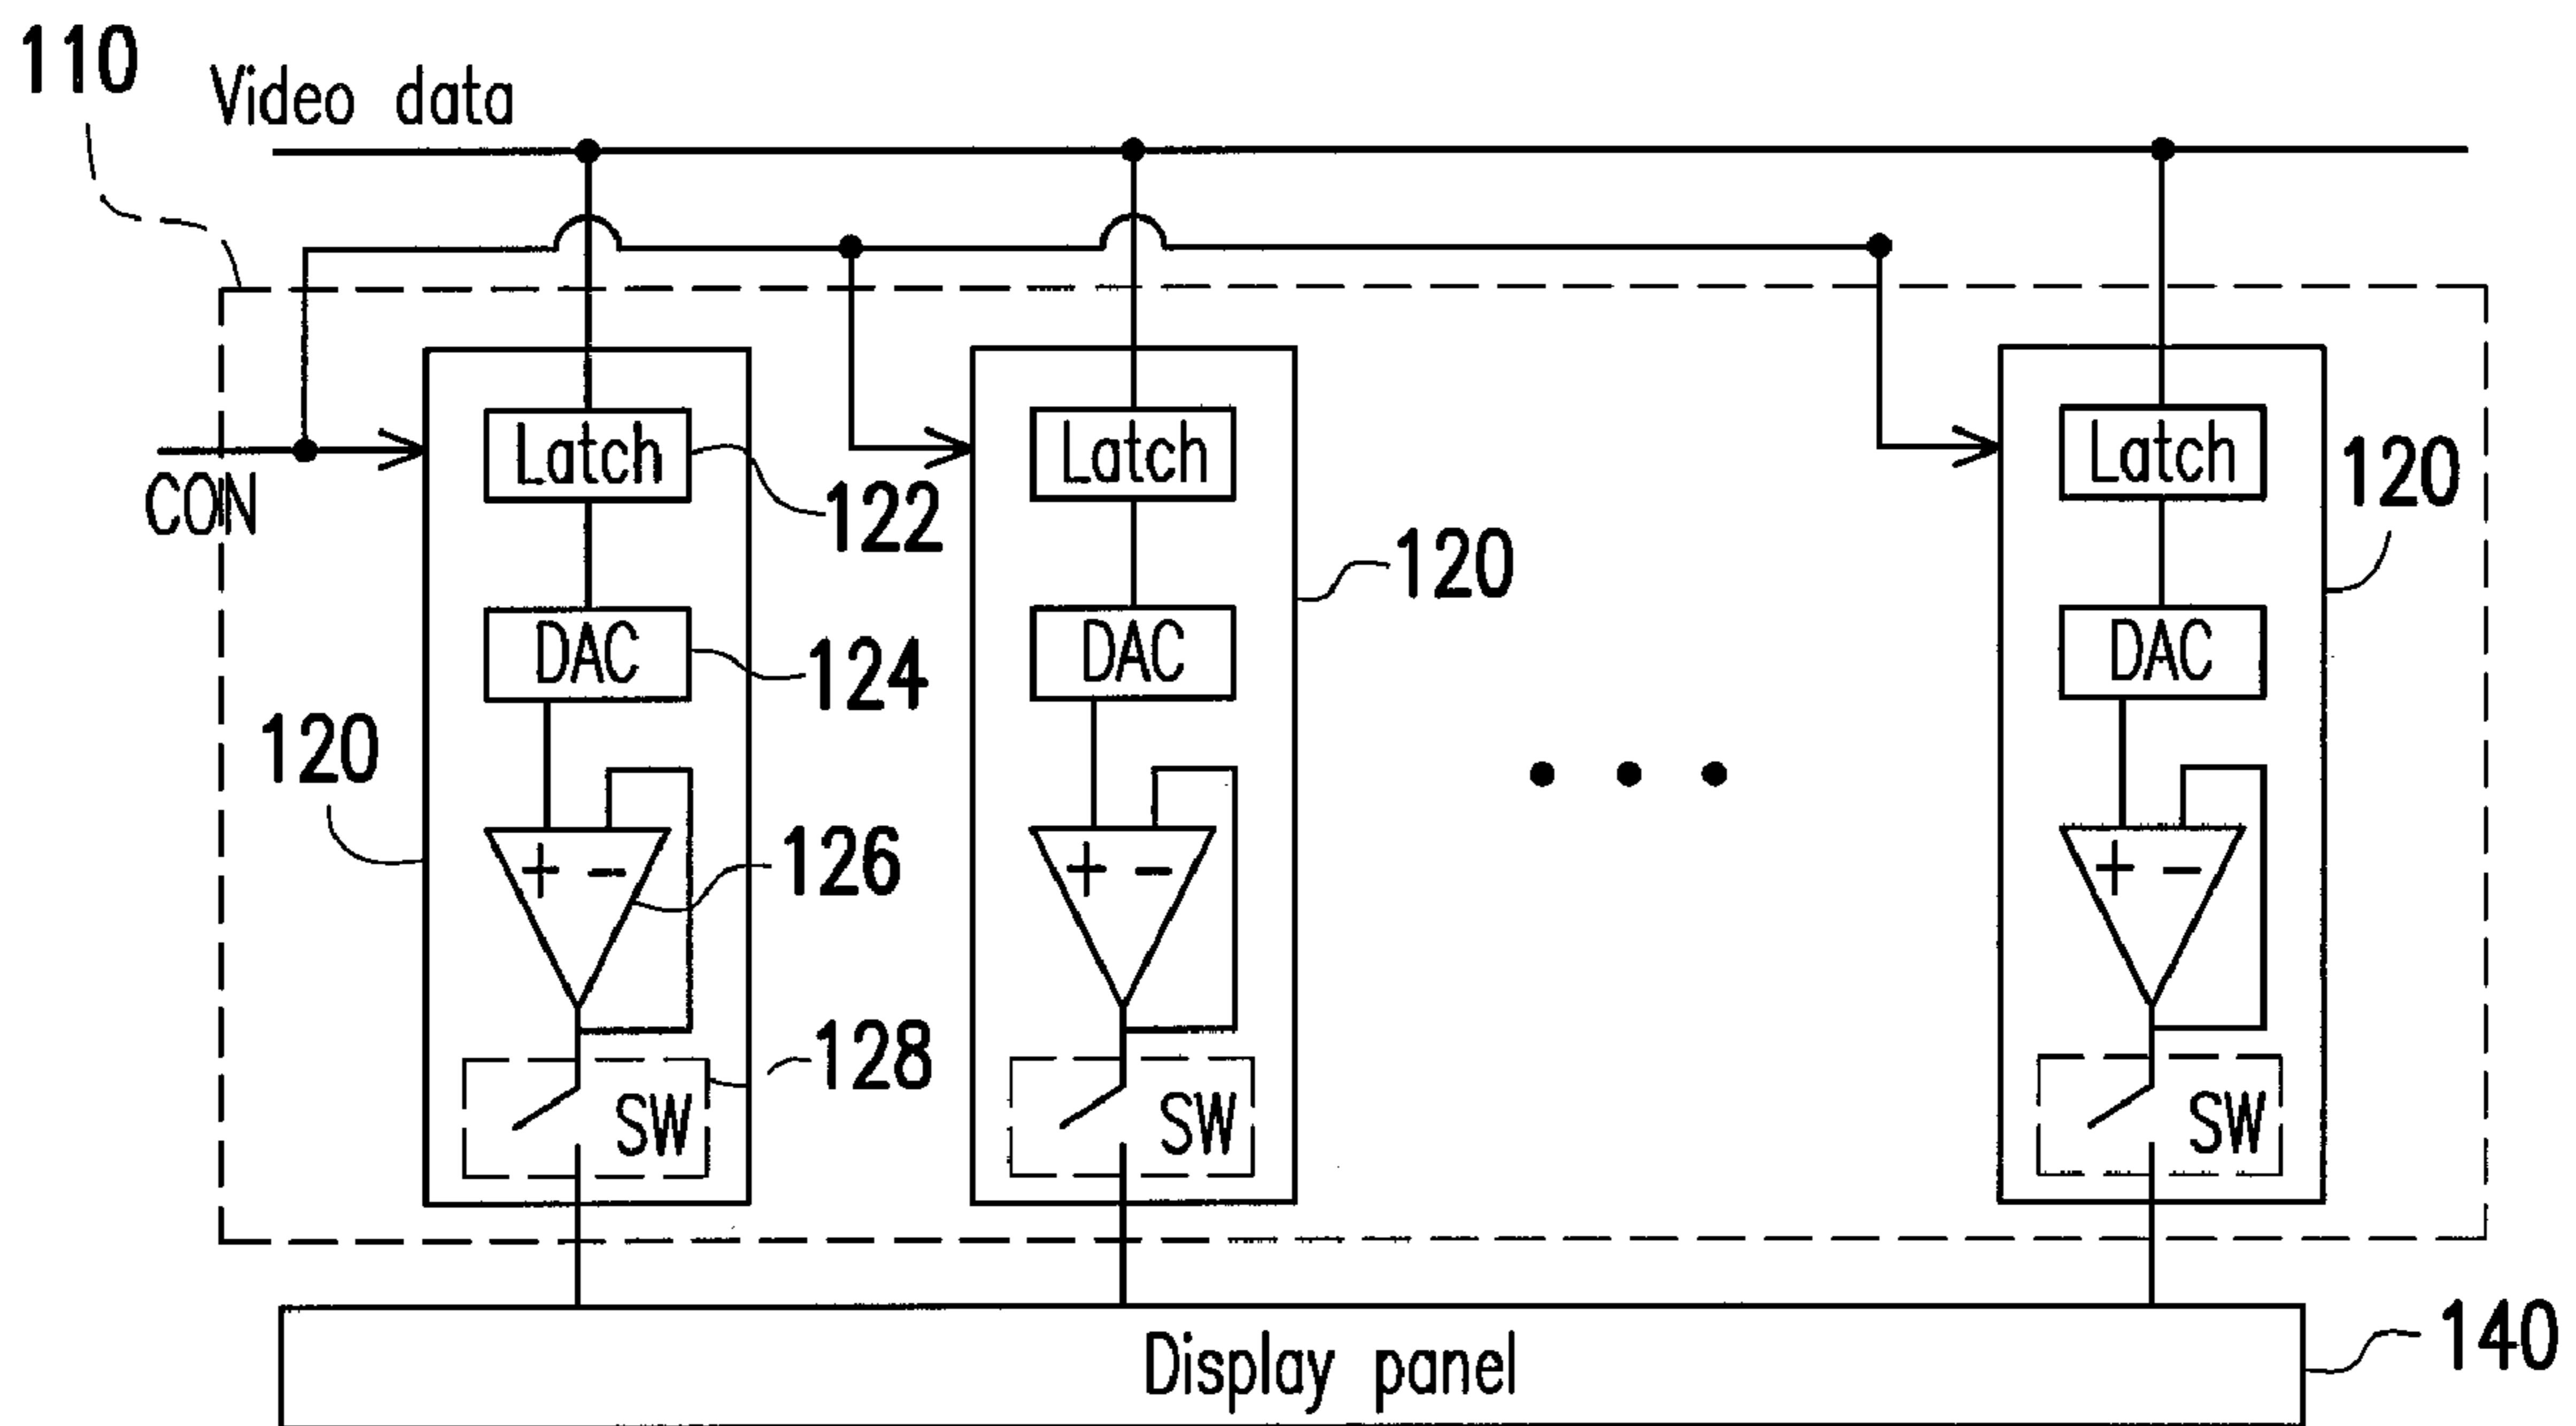 110
Video data
CON
Latch
122
Latch
120
Latch
120
DAC
124
DAC
DAC
120
+ -
126
+ -
+ -
128
SW
SW
SW
Display panel
140